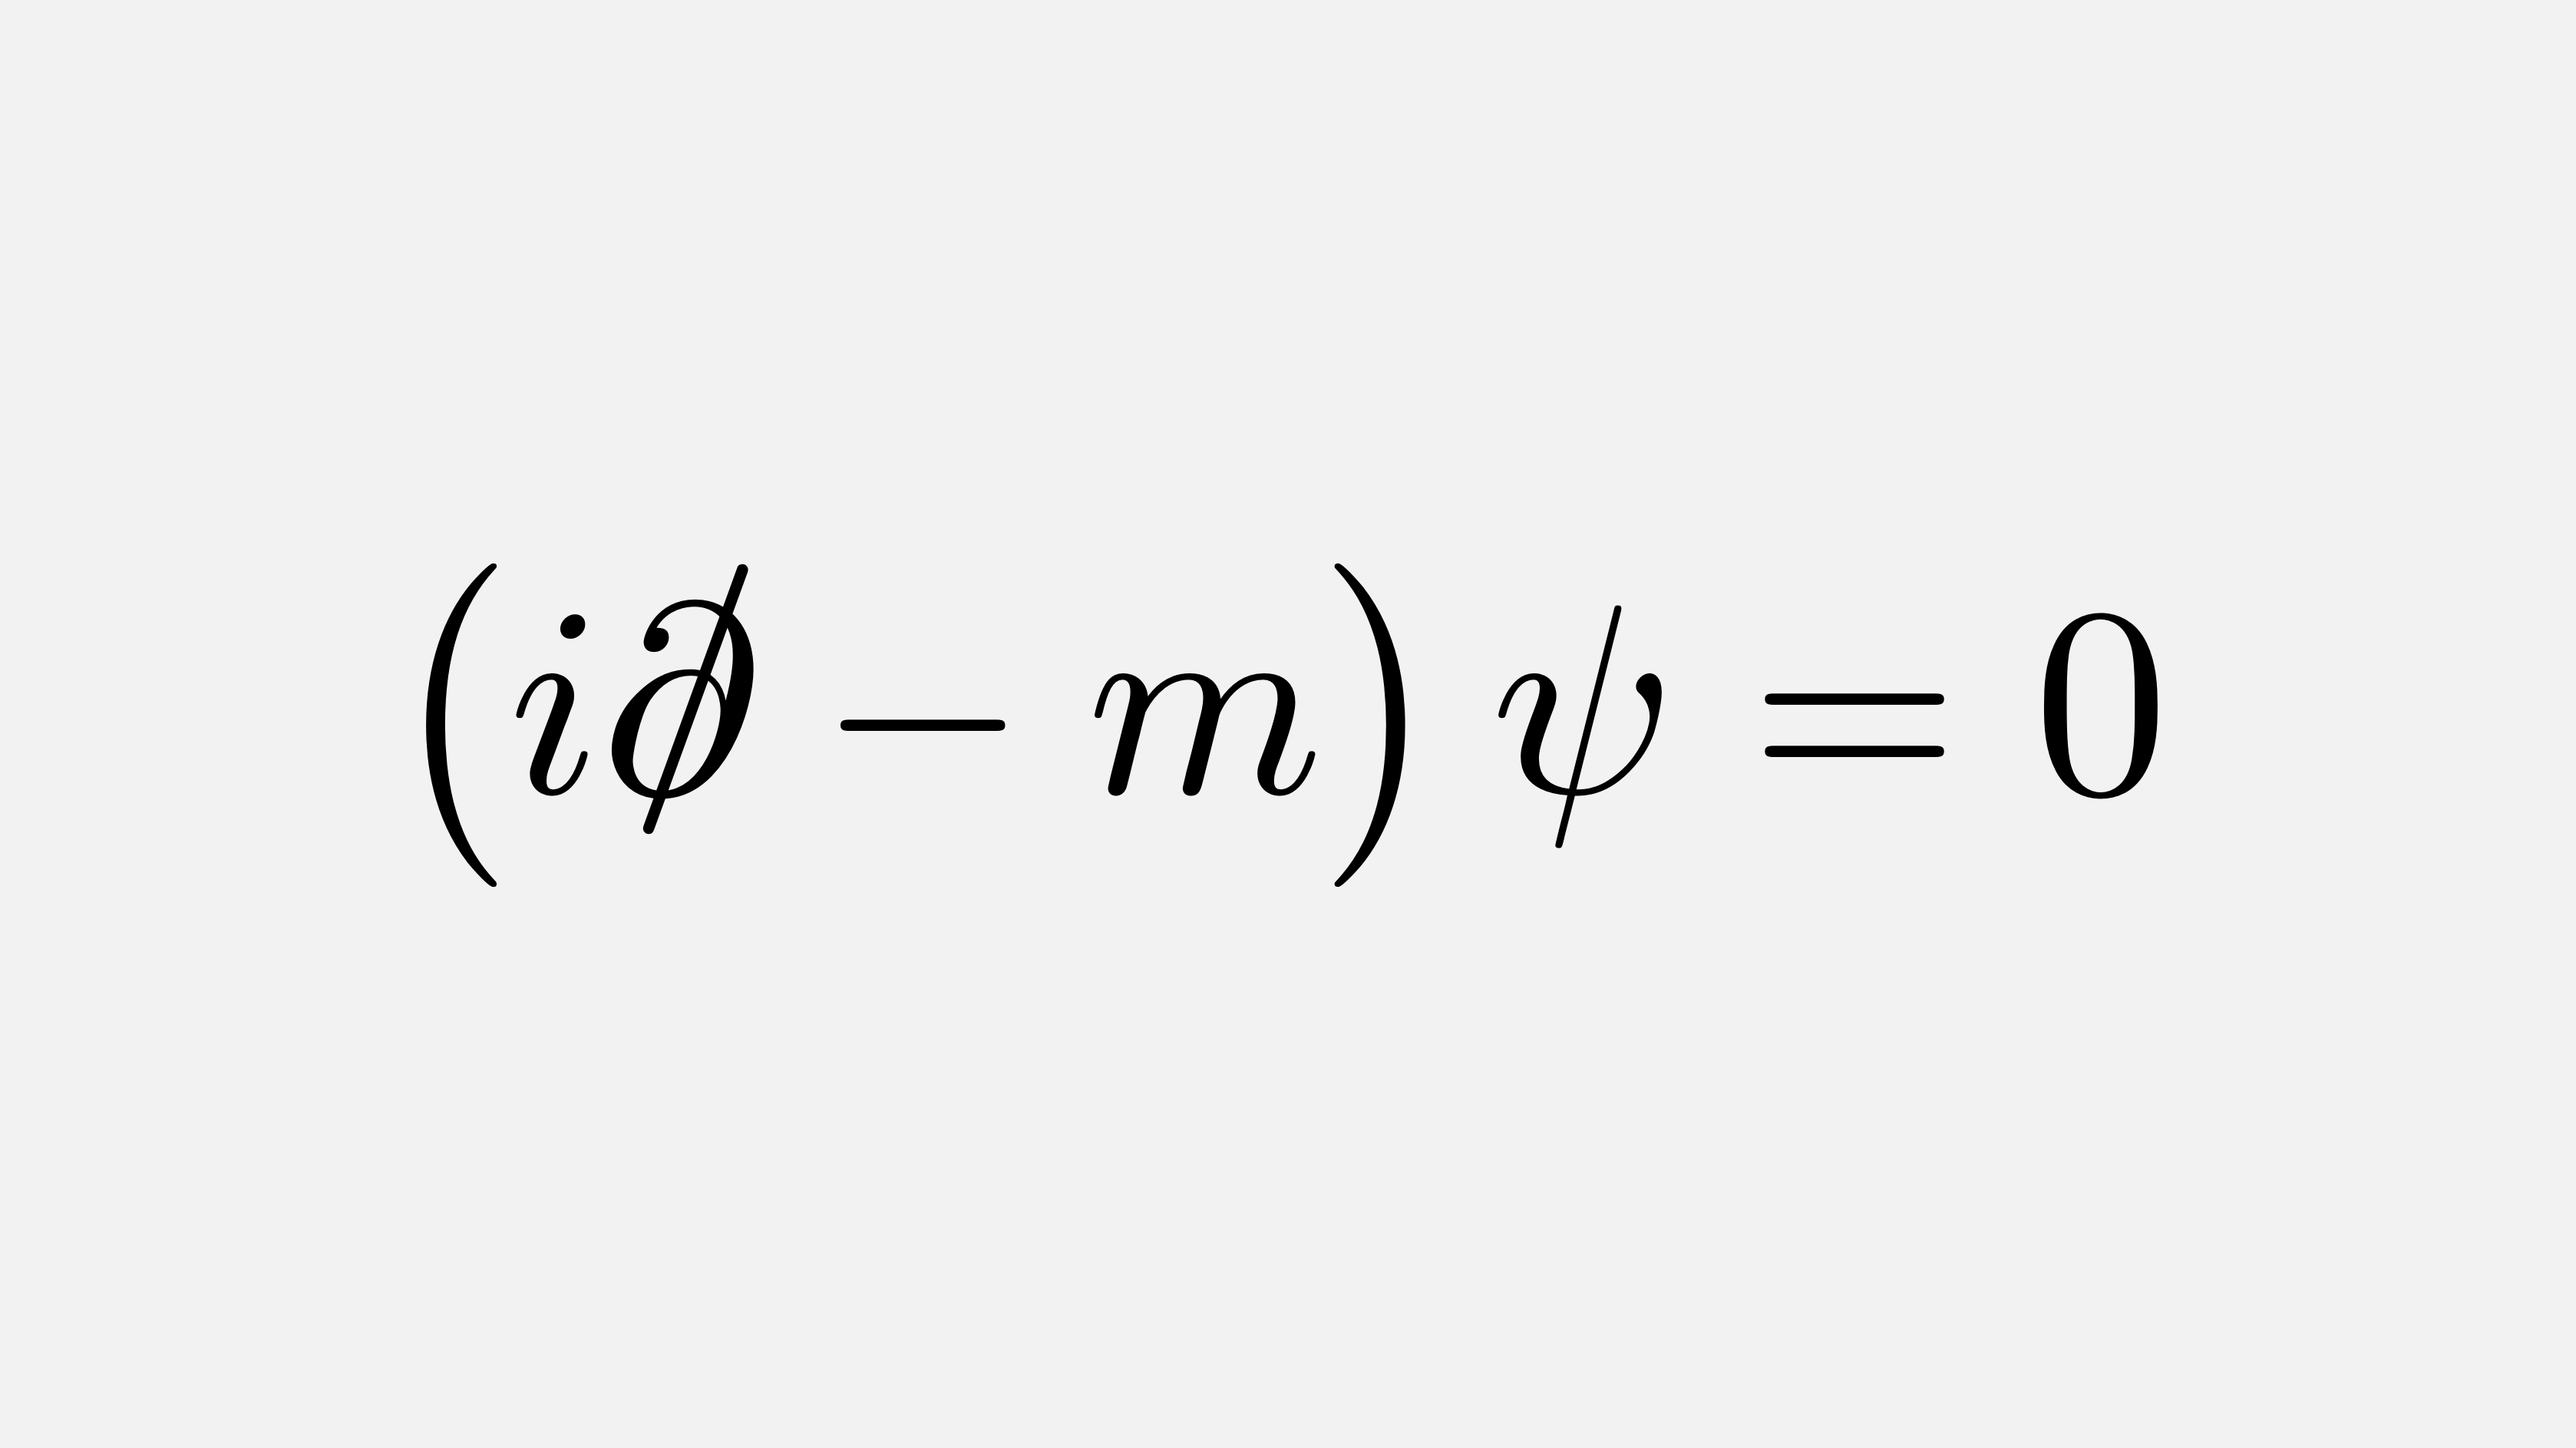 (i∂̸ − m) ψ = 0